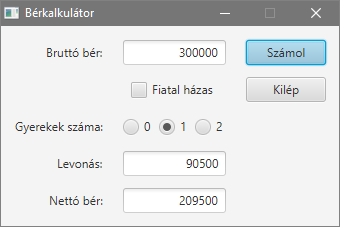 Bérkalkulátor
Bruttó bér: 300000 Számol
Fiatal házas Kilép
Gyerekek száma: 0 1 2
Levonás: 90500
Nettó bér: 209500